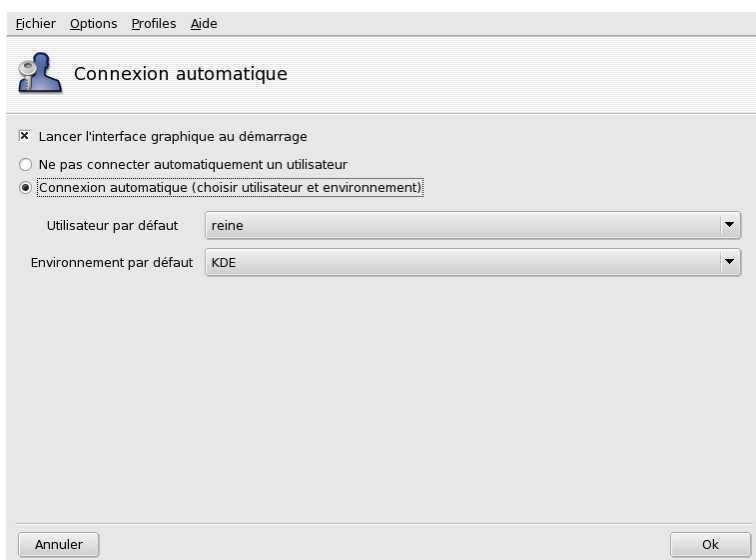 Fichier Options Profiles Aide
Connexion automatique
Lancer l'interface graphique au démarrage
Ne pas connecter automatiquement un utilisateur
Connexion automatique (choisir utilisateur et environnement)
Utilisateur par défaut reine
Environnement par défaut KDE
Annuler Ok